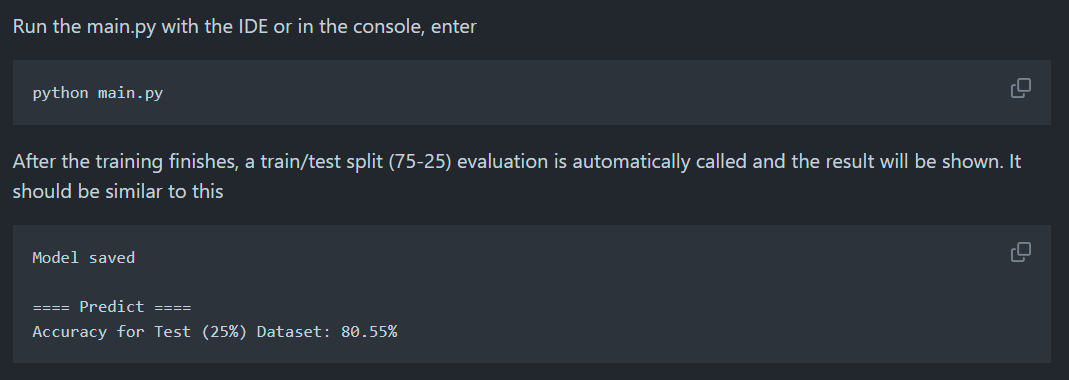 Run the main.py with the IDE or in the console, enter
python main.py
After the training finishes, a train/test split (75-25) evaluation is automatically called and the result will be shown. It
should be similar to this
Model saved
==== Predict ====
Accuracy for Test (25%) Dataset: 80.55%